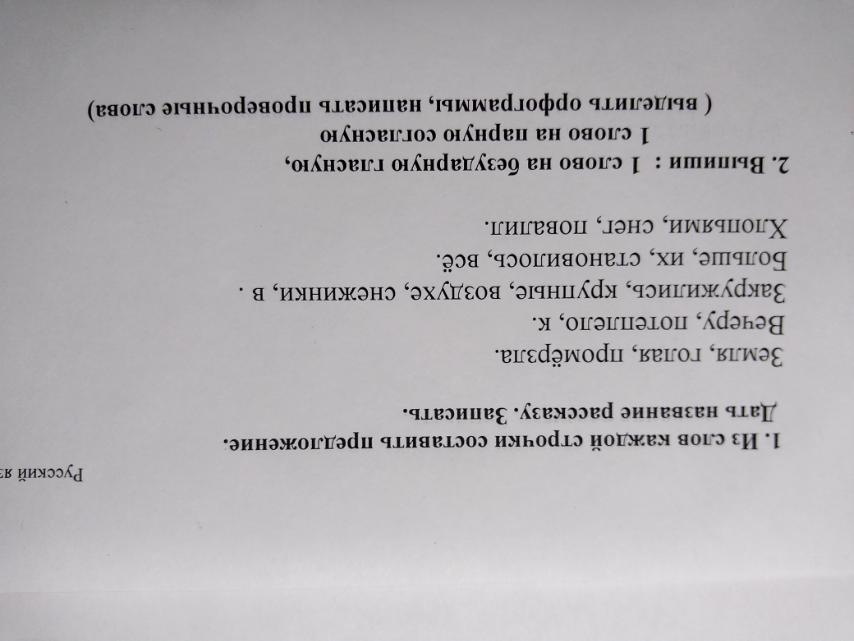 Русский яз
1. Из слов каждой строчки составить предложение.
Дать название рассказу. Записать.
Земля, голая, промёрзла.
Вечеру, потеплело, к.
Закружились, крупные, воздухе, снежинки, в .
Больше, их, становилось, всё.
Хлопьями, снег, повалил.
2. Выпиши : 1 слово на безударную гласную,
1 слово на парную согласную
( выделить орфограммы, написать проверочные слова)